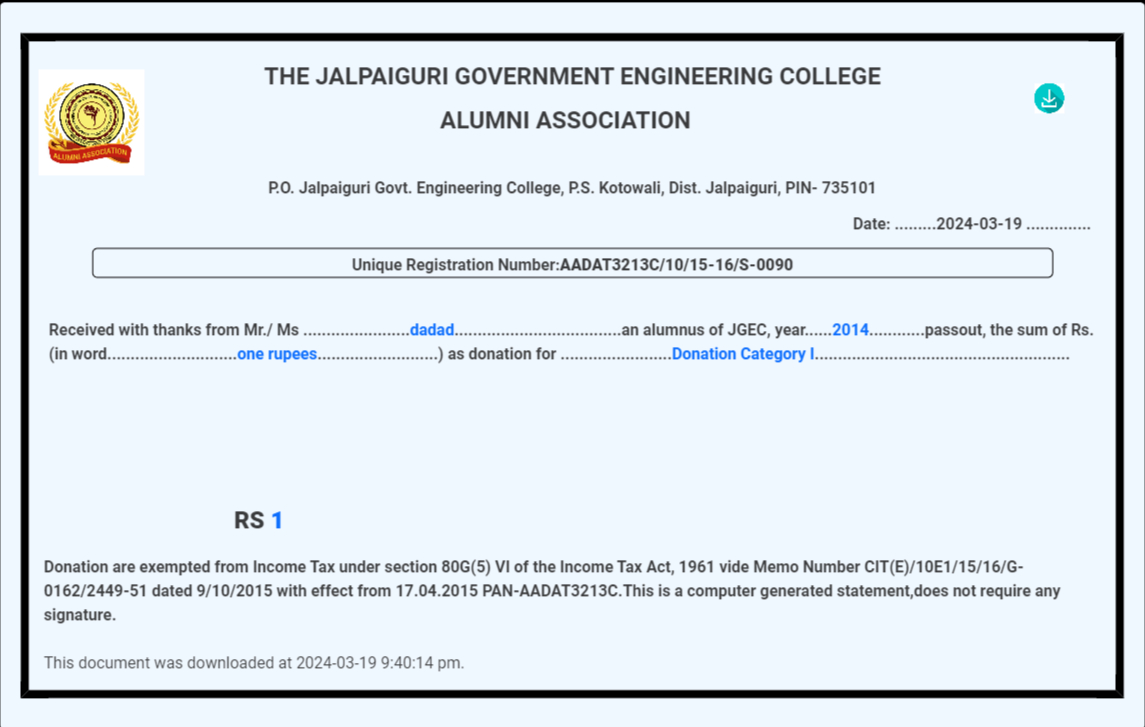 THE JALPAIGURI GOVERNMENT ENGINEERING COLLEGE
ALUMNI ASSOCIATION
ALUMNI ASSOCIATION
P.O. Jalpaiguri Govt. Engineering College, P.S. Kotowali, Dist. Jalpaiguri, PIN- 735101
Date: .........2024-03-19 ..............
Unique Registration Number:AADAT3213C/10/15-16/S-0090
Received with thanks from Mr./ Ms .......................dadad....................................an alumnus of JGEC, year......2014............passout, the sum of Rs.
(in word............................one rupees..........................) as donation for ........................Donation Category I.......................................................
RS 1
Donation are exempted from Income Tax under section 80G(5) VI of the Income Tax Act, 1961 vide Memo Number CIT(E)/10E1/15/16/G-
0162/2449-51 dated 9/10/2015 with effect from 17.04.2015 PAN-AADAT3213C.This is a computer generated statement,does not require any
signature.
This document was downloaded at 2024-03-19 9:40:14 pm.